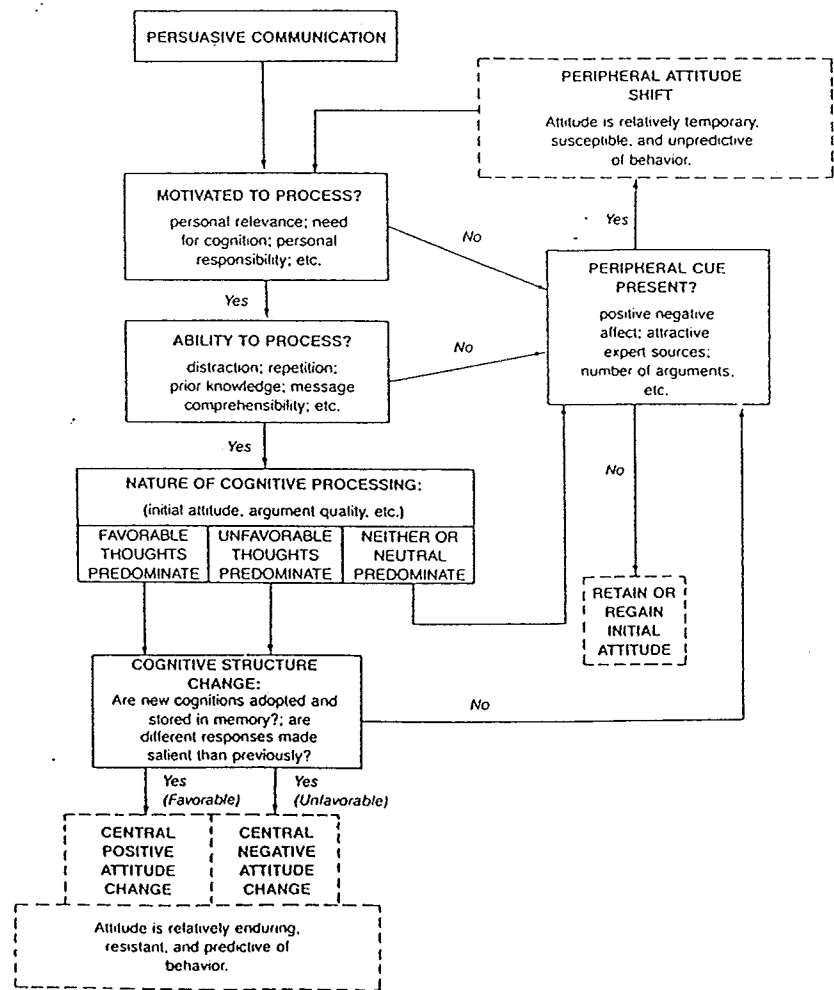 PERSUASIVE COMMUNICATION
PERIPHERAL ATTITUDE
SHIFT
Attitude is relatively temporary,
susceptible, and unpredictive
of behavior.
MOTIVATED TO PROCESS?
personal relevance; need
for cognition; personal
responsibility; etc.
No
Yes
PERIPHERAL CUE
PRESENT?
positive negative
affect; attractive
expert sources;
number of arguments,
etc.
Yes
ABILITY TO PROCESS?
distraction; repetition;
prior knowledge; message
comprehensibility; etc.
No
Yes
No
NATURE OF COGNITIVE PROCESSING:
(initial attitude, argument quality, etc.)
FAVORABLE
THOUGHTS
PREDOMINATE
UNFAVORABLE
THOUGHTS
PREDOMINATE
NEITHER OR
NEUTRAL
PREDOMINATE
RETAIN OR
REGAIN
INITIAL
ATTITUDE
COGNITIVE STRUCTURE
CHANGE:
Are new cognitions adopted and
stored in memory?; are
different responses made
salient than previously?
No
Yes
(Favorable)
Yes
(Unfavorable)
CENTRAL
POSITIVE
ATTITUDE
CHANGE
CENTRAL
NEGATIVE
ATTITUDE
CHANGE
Attitude is relatively enduring,
resistant, and predictive of
behavior.